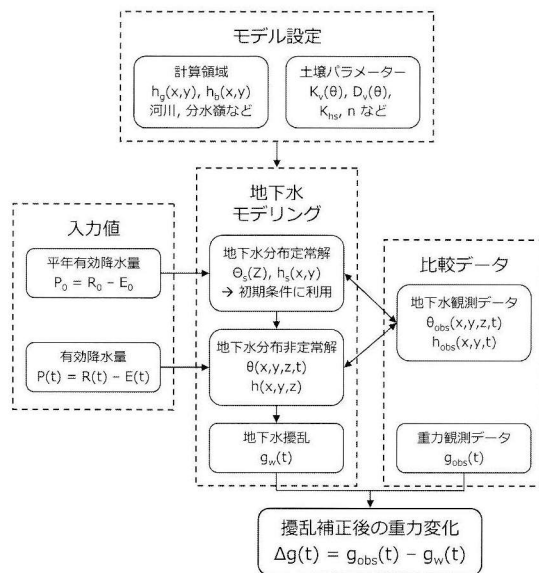 モデル設定
計算領域
h_g(x,y), h_b(x,y)
河川, 分水嶺など
土壌パラメーター
K_v(θ), D_v(θ),
K_hs, n など
入力値
平年有効降水量
P_0 = R_0 − E_0
有効降水量
P(t) = R(t) − E(t)
地下水
モデリング
地下水分布定常解
Θ_s(Z), h_s(x,y)
→ 初期条件に利用
地下水分布非定常解
θ(x,y,z,t)
h(x,y,z)
地下水擾乱
g_w(t)
比較データ
地下水観測データ
θ_obs(x,y,z,t)
h_obs(x,y,t)
重力観測データ
g_obs(t)
擾乱補正後の重力変化
Δg(t) = g_obs(t) − g_w(t)